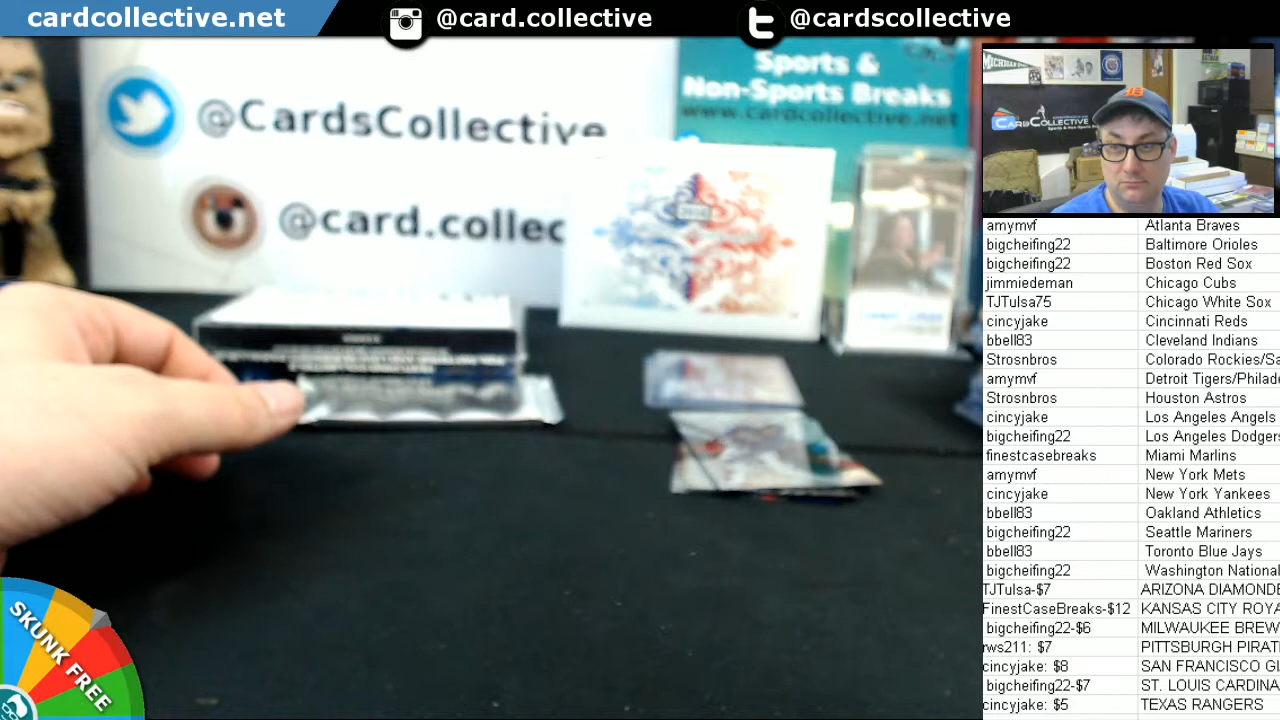 cardcollective.net
@card.collective
@cardscollective
@CardsCollective
@card.collec
Sports &
Non-Sports Breaks
www.cardcollective.net
CardCollective
Sports & Non-Sports
SKUNK FREE
amymvf Atlanta Braves
bigcheifing22 Baltimore Orioles
bigcheifing22 Boston Red Sox
jimmiedeman Chicago Cubs
TJTulsa75 Chicago White Sox
cincyjake Cincinnati Reds
bbell83 Cleveland Indians
Strosnbros Colorado Rockies/Sa
amymvf Detroit Tigers/Philade
Strosnbros Houston Astros
cincyjake Los Angeles Angels
bigcheifing22 Los Angeles Dodgers
finestcasebreaks Miami Marlins
amymvf New York Mets
cincyjake New York Yankees
bbell83 Oakland Athletics
bigcheifing22 Seattle Mariners
bbell83 Toronto Blue Jays
bigcheifing22 Washington National
TJTulsa-$7 ARIZONA DIAMONDB
FinestCaseBreaks-$12 KANSAS CITY ROYA
bigcheifing22-$6 MILWAUKEE BREW
rws211: $7 PITTSBURGH PIRAT
cincyjake: $8 SAN FRANCISCO GI
bigcheifing22-$7 ST. LOUIS CARDINA
cincyjake: $5 TEXAS RANGERS